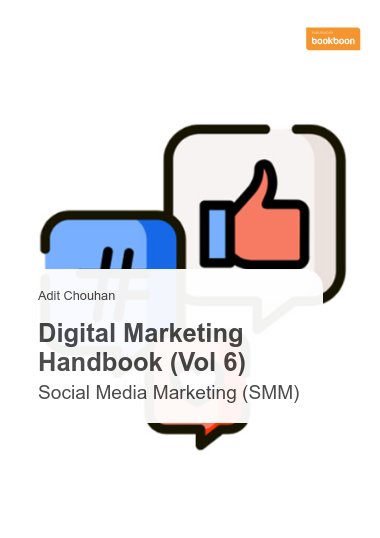 bookboon
Adit Chouhan
Digital Marketing
Handbook (Vol 6)
Social Media Marketing (SMM)